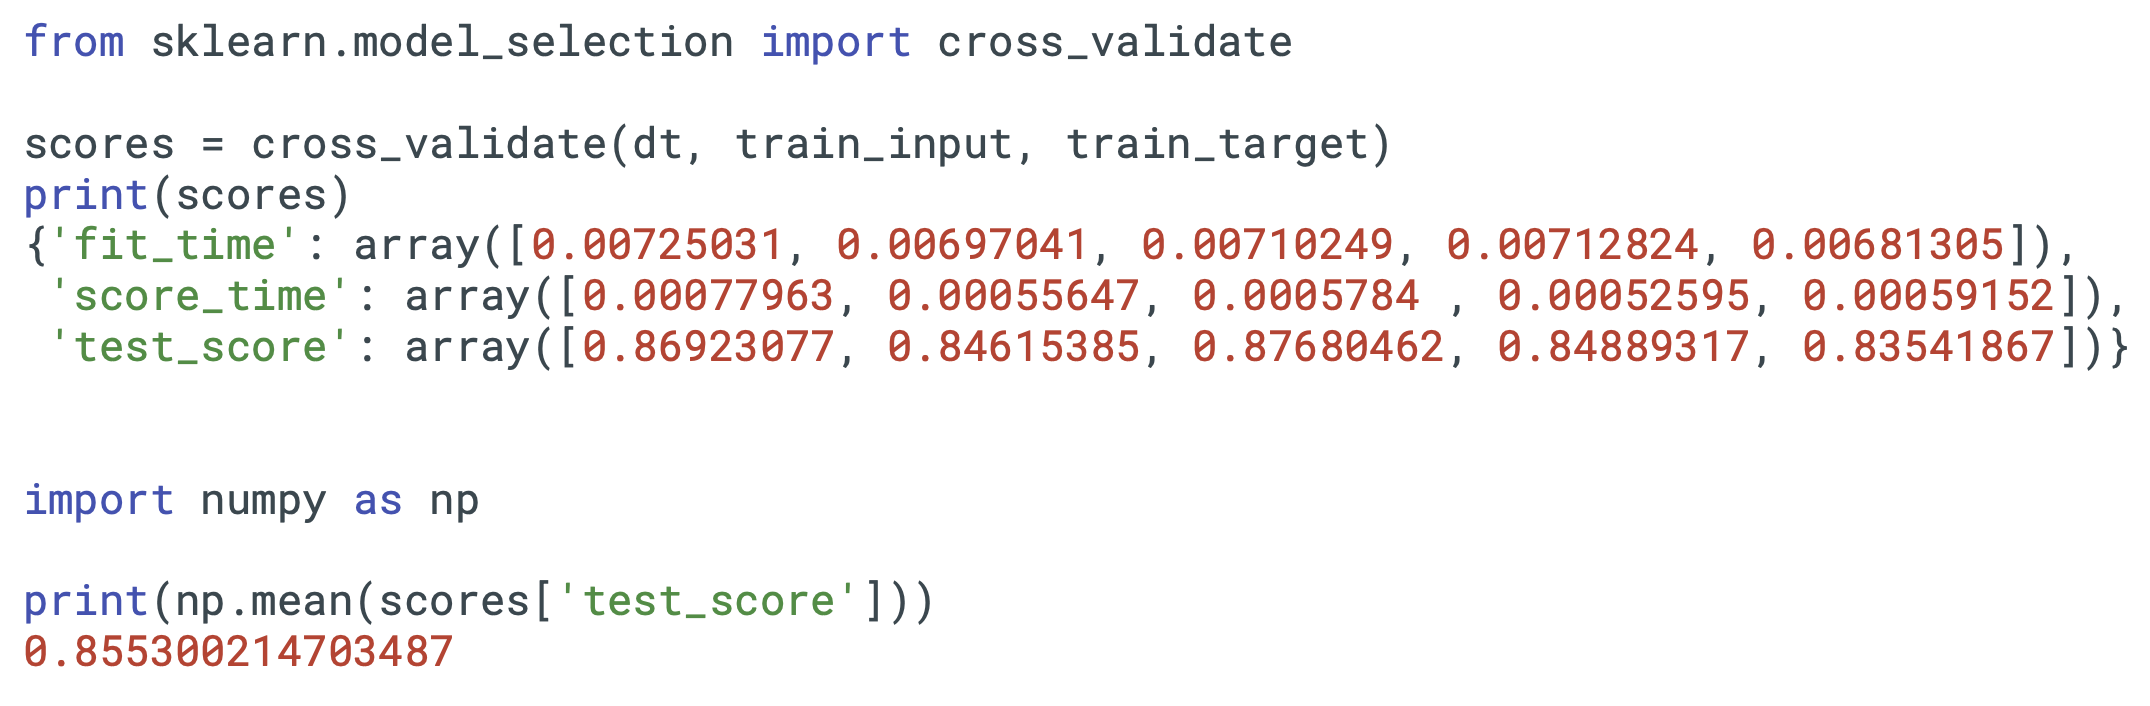 from sklearn.model_selection import cross_validate
scores = cross_validate(dt, train_input, train_target)
print(scores)
{'fit_time': array([0.00725031, 0.00697041, 0.00710249, 0.00712824, 0.00681305]),
 'score_time': array([0.00077963, 0.00055647, 0.0005784 , 0.00052595, 0.00059152]),
 'test_score': array([0.86923077, 0.84615385, 0.87680462, 0.84889317, 0.83541867])}
import numpy as np
print(np.mean(scores['test_score']))
0.855300214703487